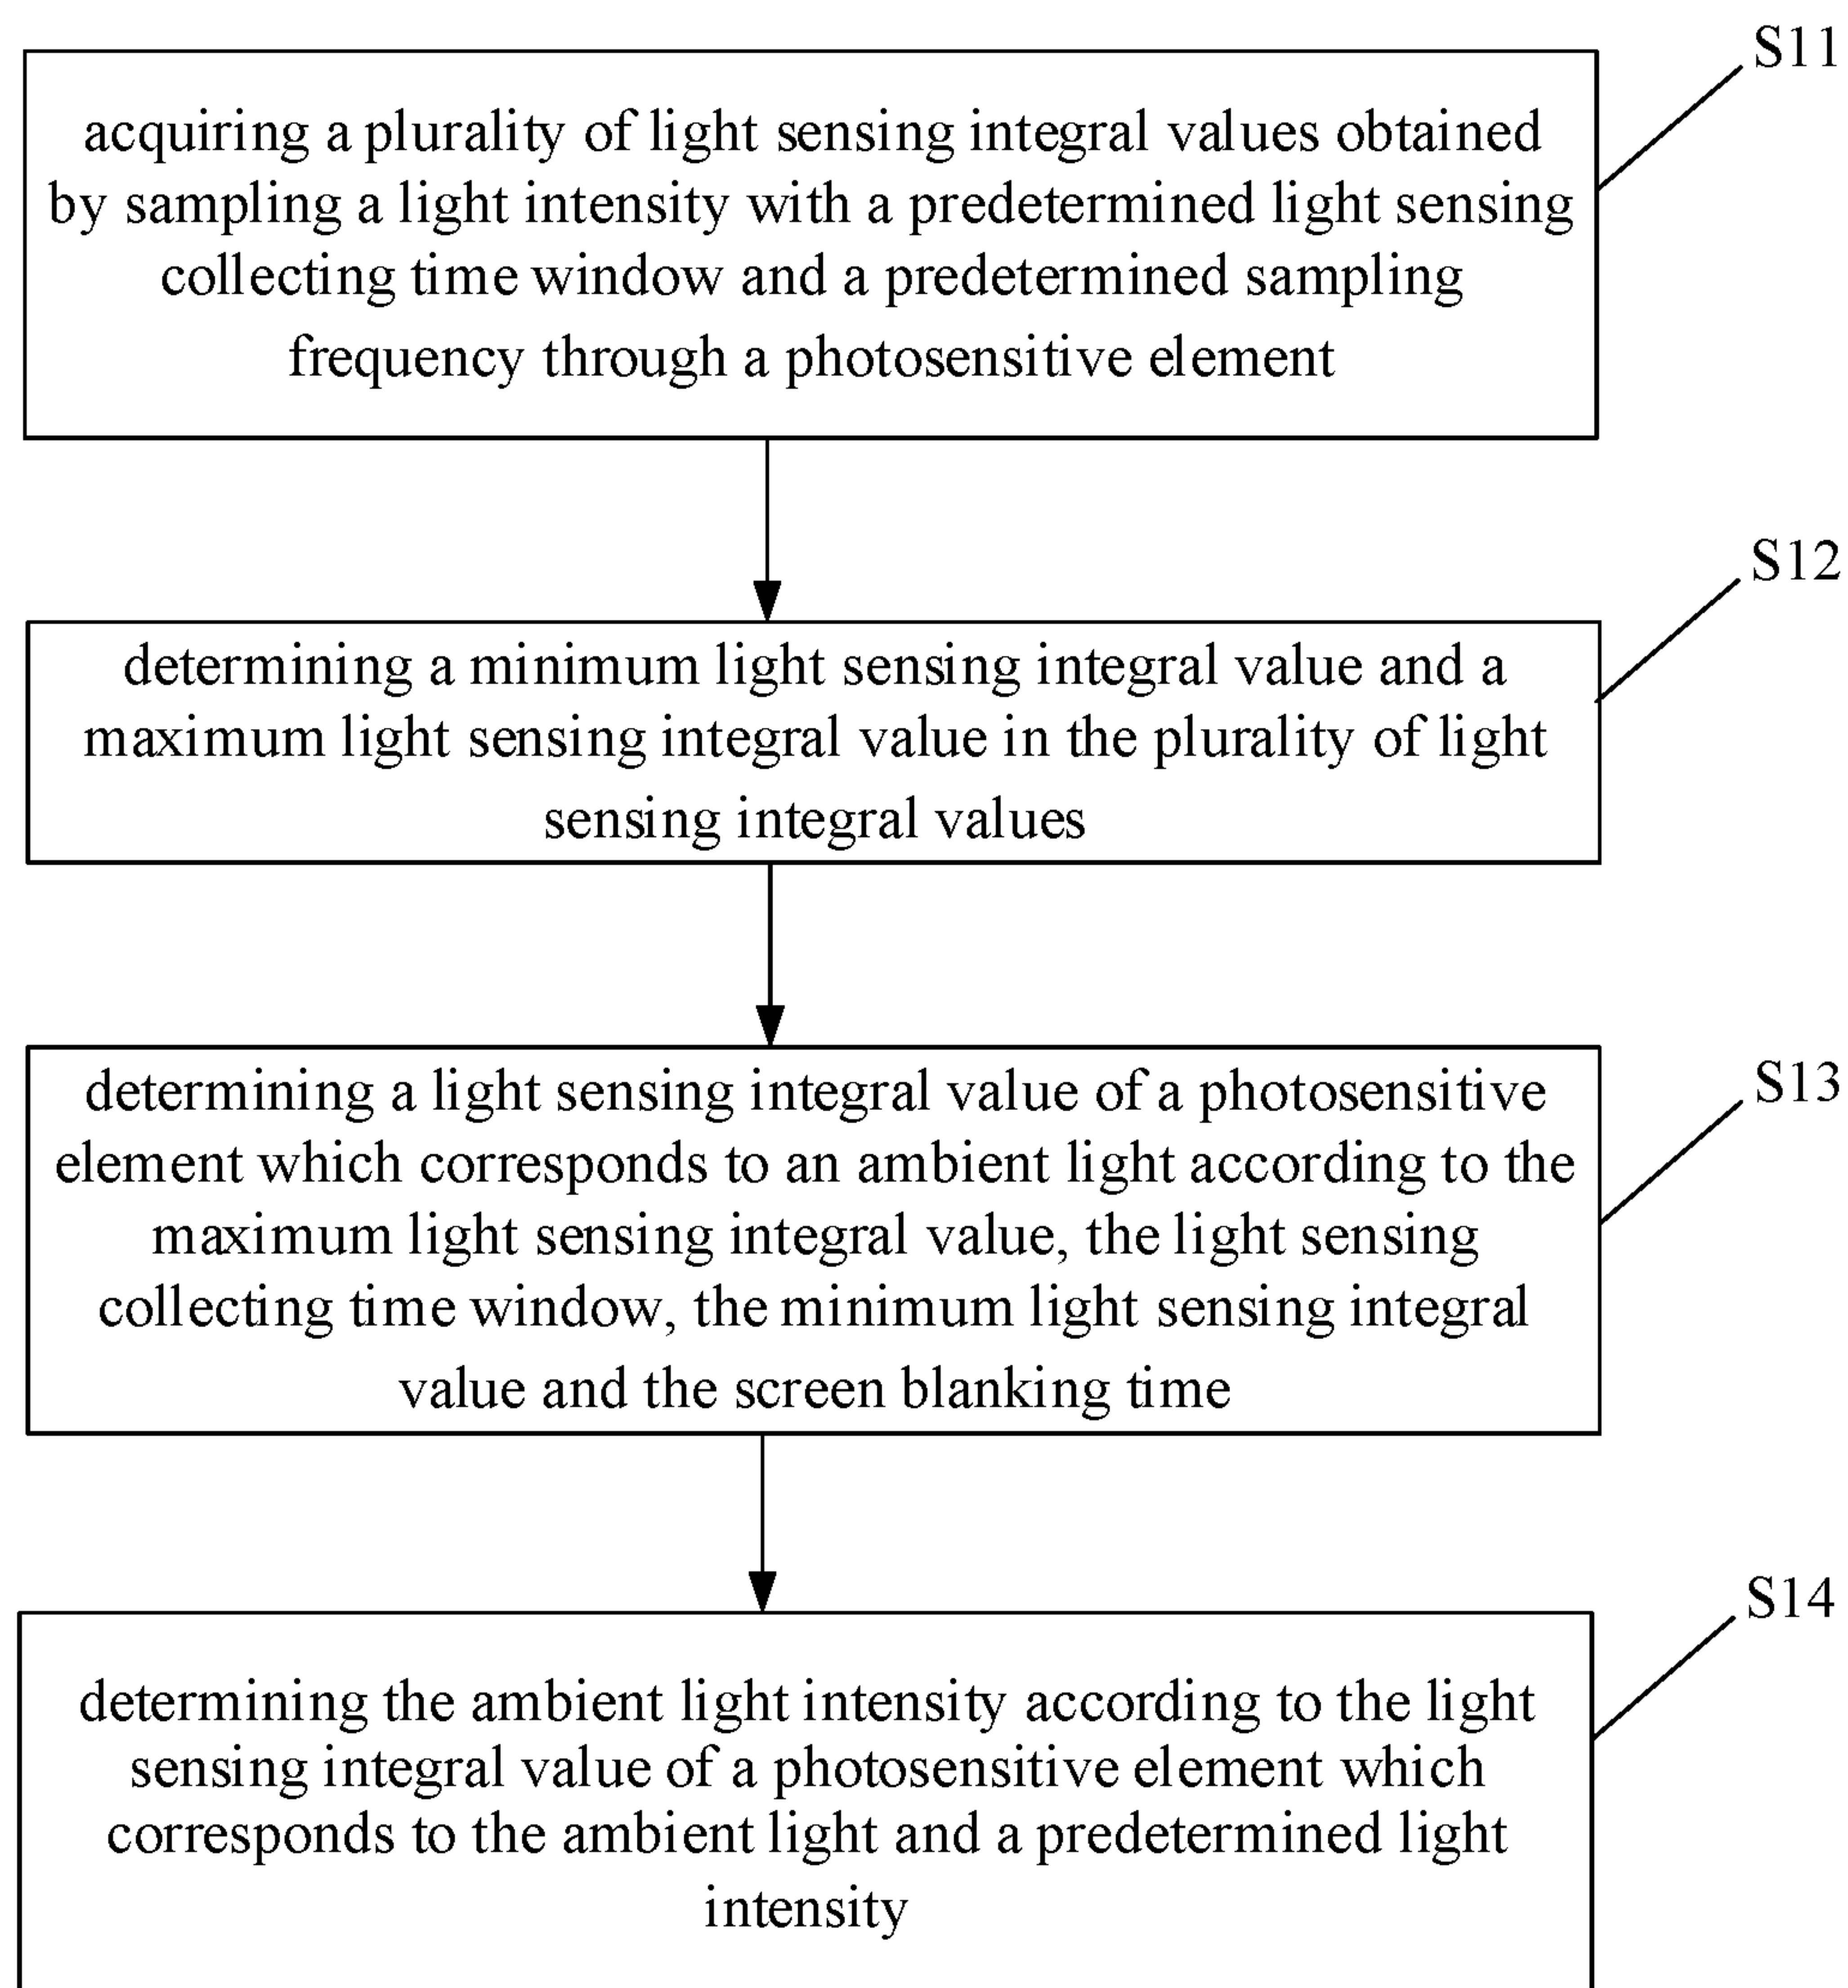 S11
acquiring a plurality of light sensing integral values obtained
by sampling a light intensity with a predetermined light sensing
collecting time window and a predetermined sampling
frequency through a photosensitive element
S12
determining a minimum light sensing integral value and a
maximum light sensing integral value in the plurality of light
sensing integral values
S13
determining a light sensing integral value of a photosensitive
element which corresponds to an ambient light according to the
maximum light sensing integral value, the light sensing
collecting time window, the minimum light sensing integral
value and the screen blanking time
S14
determining the ambient light intensity according to the light
sensing integral value of a photosensitive element which
corresponds to the ambient light and a predetermined light
intensity